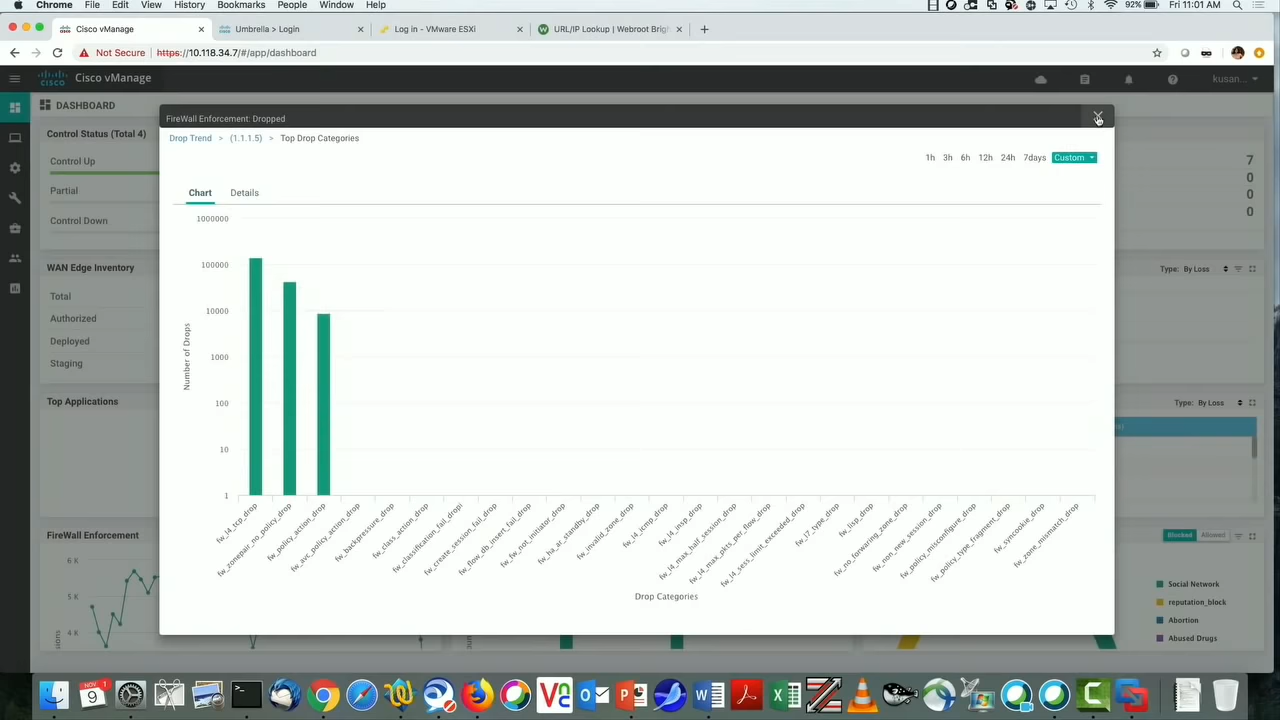 Chrome File Edit View History Bookmarks People Window Help 92% Fri 11:01 AM
Cisco vManage Umbrella > Login Log in - VMware ESXi URL/IP Lookup | Webroot Brigh
Not Secure https://10.118.34.7/#/app/dashboard
CISCO Cisco vManage kusan...
DASHBOARD
FireWall Enforcement: Dropped
Drop Trend > (1.1.1.5) > Top Drop Categories
Control Status (Total 4)
Control Up 7
Partial 0
0
Control Down 0
1h 3h 6h 12h 24h 7days Custom
Chart Details
WAN Edge Inventory Type: By Loss
Total
Authorized
Deployed
Staging
Top Applications Type: By Loss
1000000
100000
10000
1000
100
10
1
Number of Drops
fw_l4_tcp_drop
fw_zonepair_no_policy_drop
fw_policy_action_drop
fw_svc_policy_action_drop
fw_backpressure_drop
fw_class_action_drop
fw_classification_fail_drop
fw_create_session_fail_drop
fw_flow_db_insert_fail_drop
fw_no_initiator_drop
fw_ha_ar_standby_drop
fw_invalid_zone_drop
fw_l4_icmp_drop
fw_l4_insp_drop
fw_l4_max_half_session_drop
fw_l4_max_pkts_per_flow_drop
fw_l4_sess_limit_exceeded_drop
fw_l7_type_drop
fw_lisp_drop
fw_no_forwaring_zone_drop
fw_non_new_session_drop
fw_policy_misconfigure_drop
fw_policy_type_fragment_drop
fw_syncookie_drop
fw_zone_mismatch_drop
Drop Categories
FireWall Enforcement Blocked Allowed
6 K
5 K
4 K
Social Network
reputation_block
Abortion
Abused Drugs